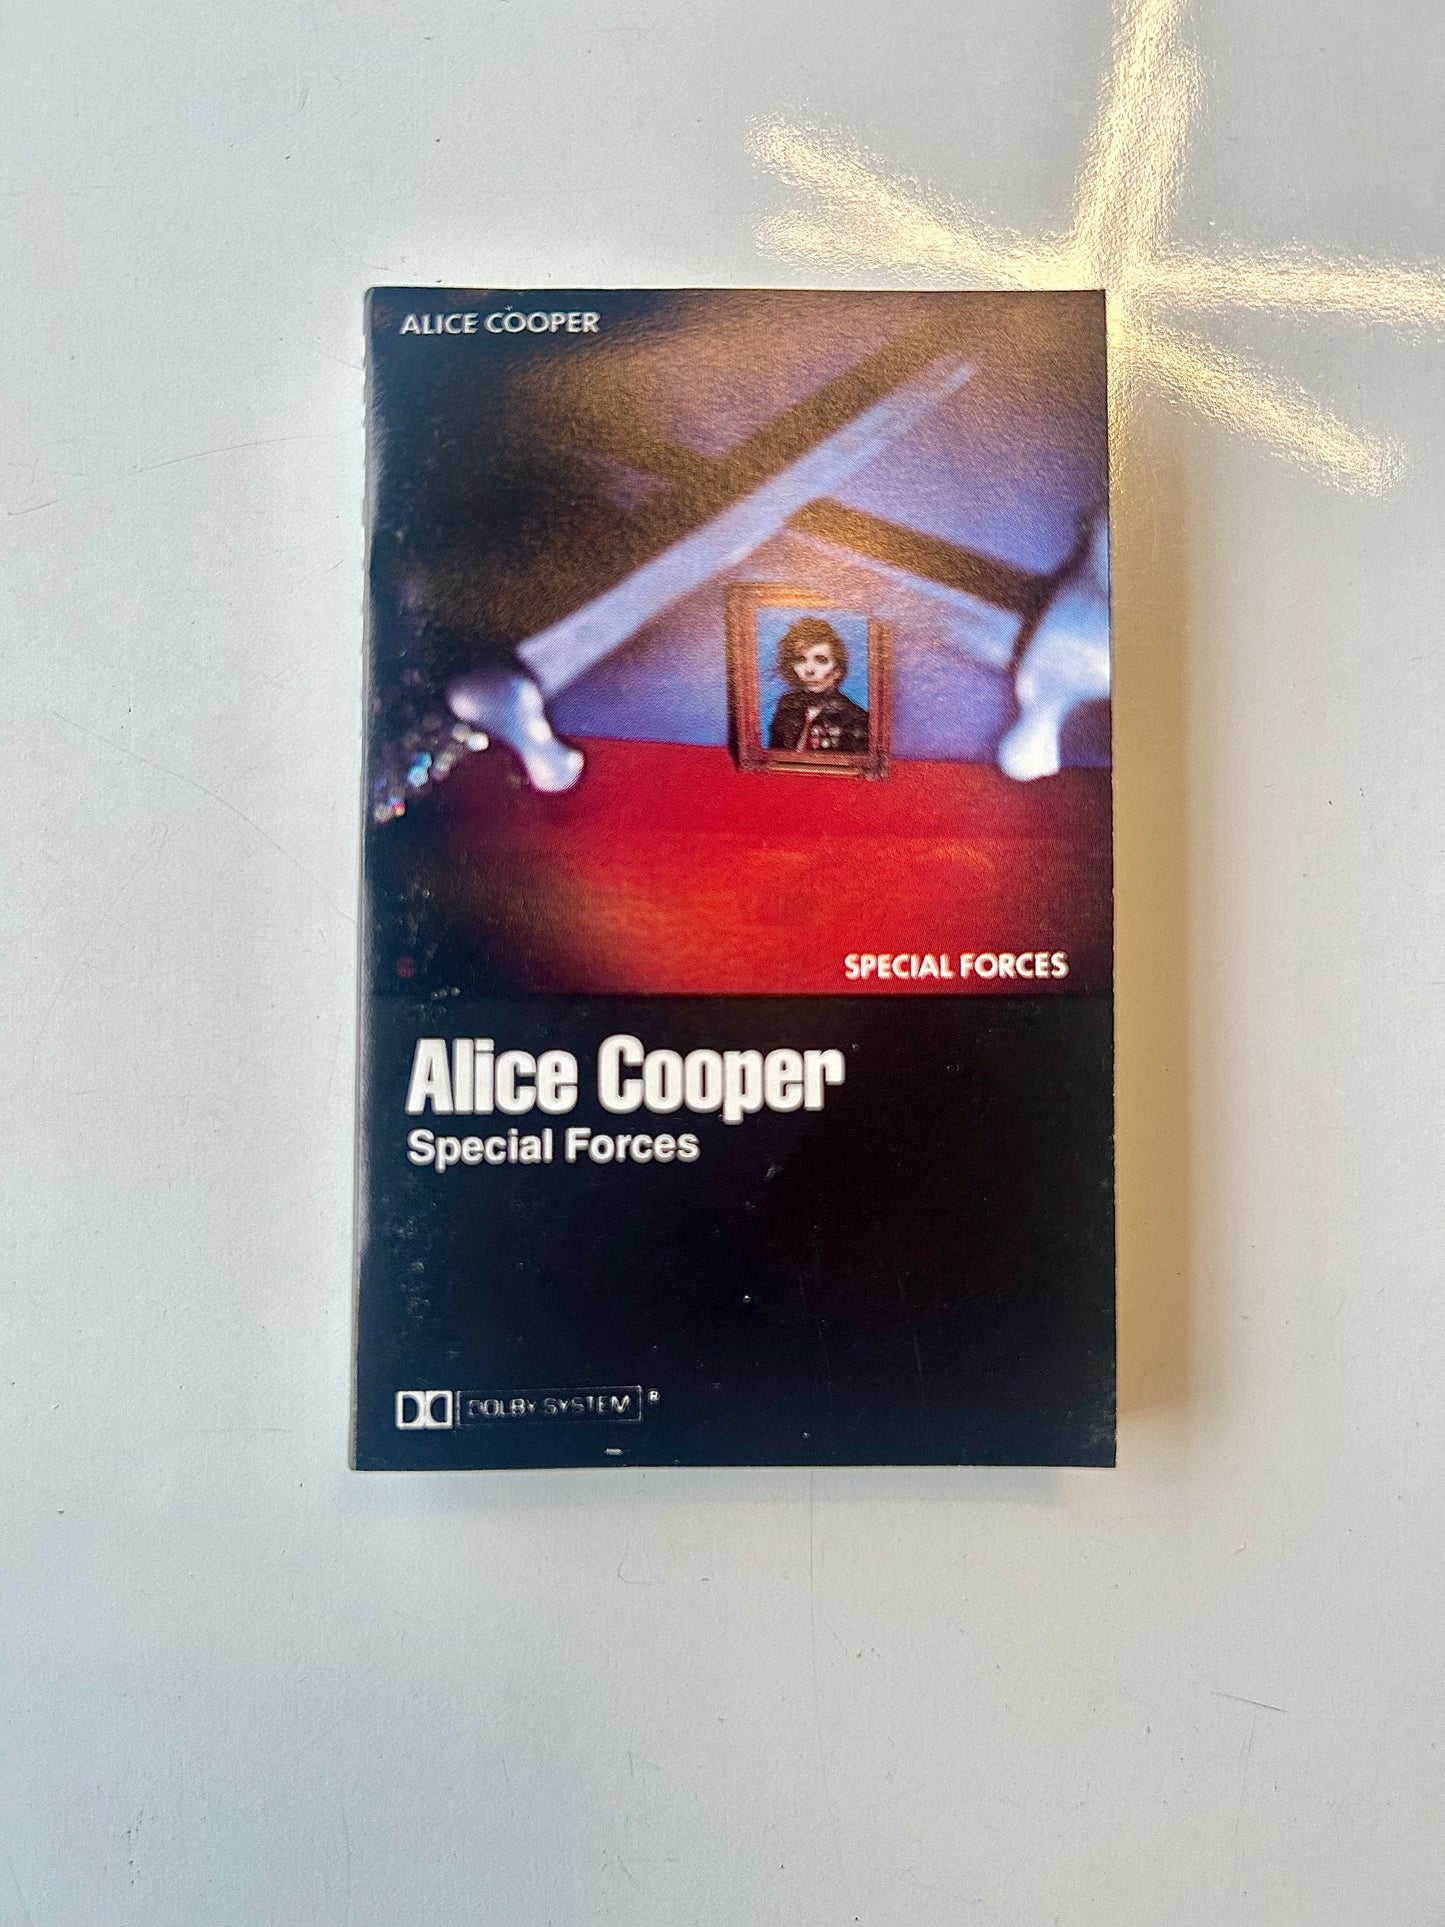 ALICE COOPER
SPECIAL FORCES
Alice Cooper
Special Forces
DOLBY SYSTEM ®